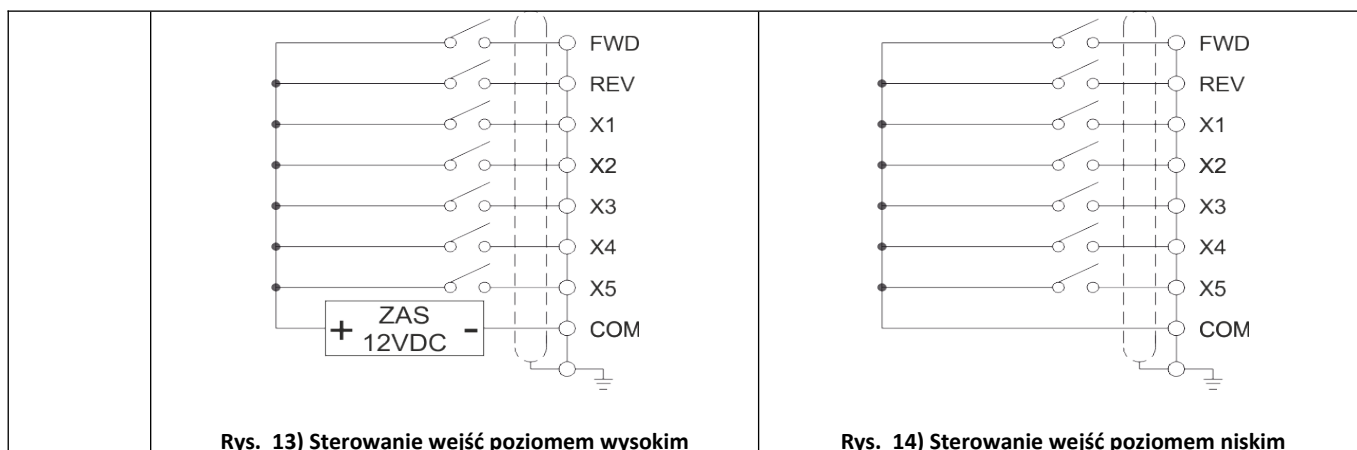 FWD
REV
X1
X2
X3
X4
X5
COM
+ ZAS -
12VDC
Rys. 13) Sterowanie wejść poziomem wysokim
FWD
REV
X1
X2
X3
X4
X5
COM
Rys. 14) Sterowanie wejść poziomem niskim